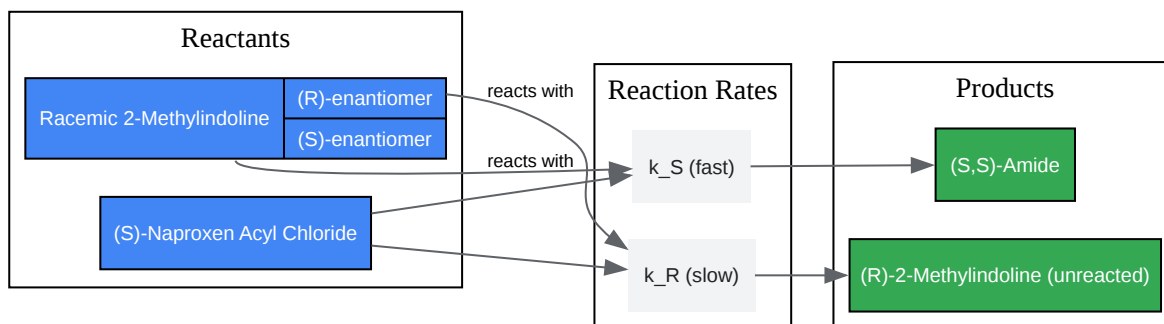 Reactants
Racemic 2-Methylindoline
(R)-enantiomer
(S)-enantiomer
(S)-Naproxen Acyl Chloride
reacts with
reacts with
Reaction Rates
k_S (fast)
k_R (slow)
Products
(S,S)-Amide
(R)-2-Methylindoline (unreacted)